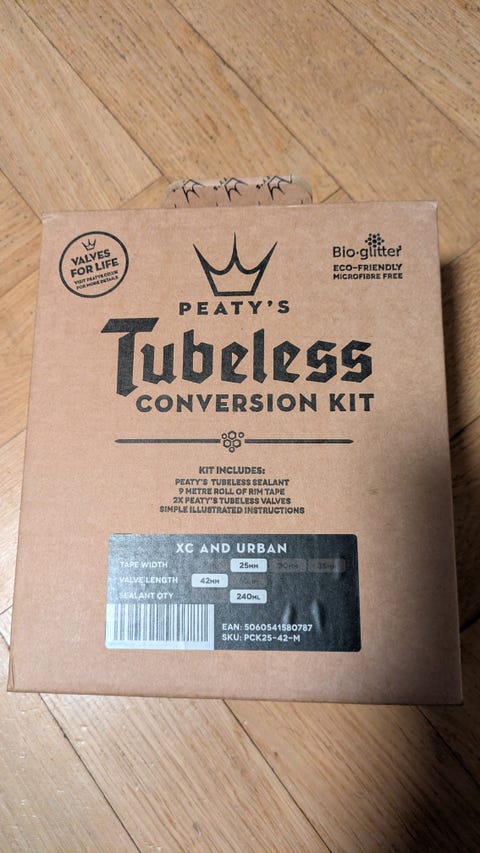 VALVES
FOR LIFE
VISIT PEATYS.CO.UK
FOR MORE DETAILS
Bio-glitter
ECO-FRIENDLY
MICROFIBRE FREE
PEATY'S
Tubeless
CONVERSION KIT
KIT INCLUDES:
PEATY'S TUBELESS SEALANT
9 METRE ROLL OF RIM TAPE
2X PEATY'S TUBELESS VALVES
SIMPLE ILLUSTRATED INSTRUCTIONS
XC AND URBAN
TAPE WIDTH 25MM 30MM 35MM
VALVE LENGTH 42MM
SEALANT QTY 240ML
EAN: 5060541580787
SKU: PCK25-42-M